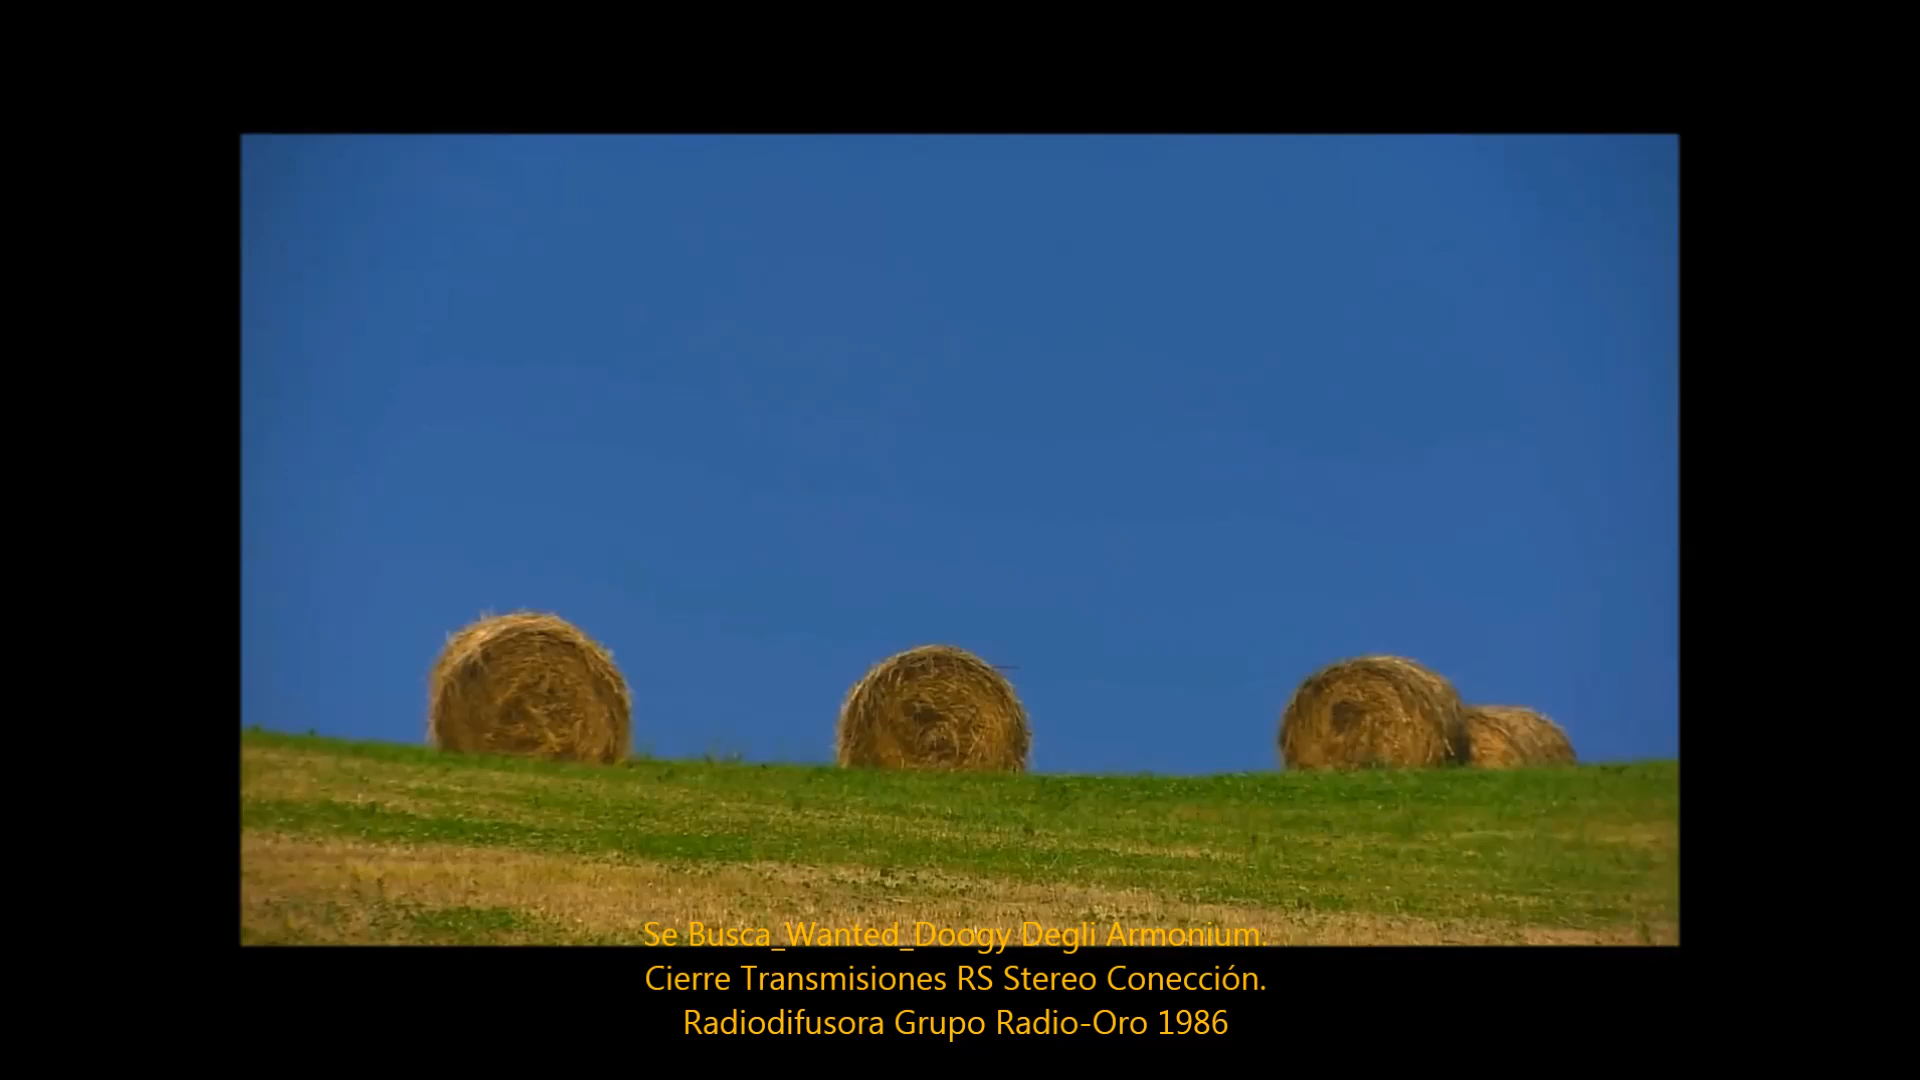 Se Busca_Wanted_Doogy Degli Armonium.
Cierre Transmisiones RS Stereo Conección.
Radiodifusora Grupo Radio-Oro 1986